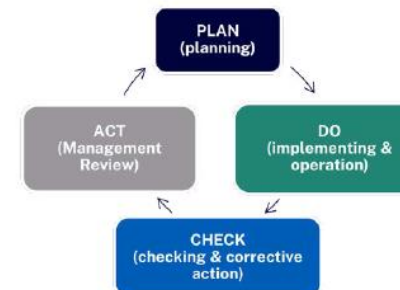 PLAN
(planning)
DO
(implementing &
operation)
CHECK
(checking & corrective
action)
ACT
(Management
Review)